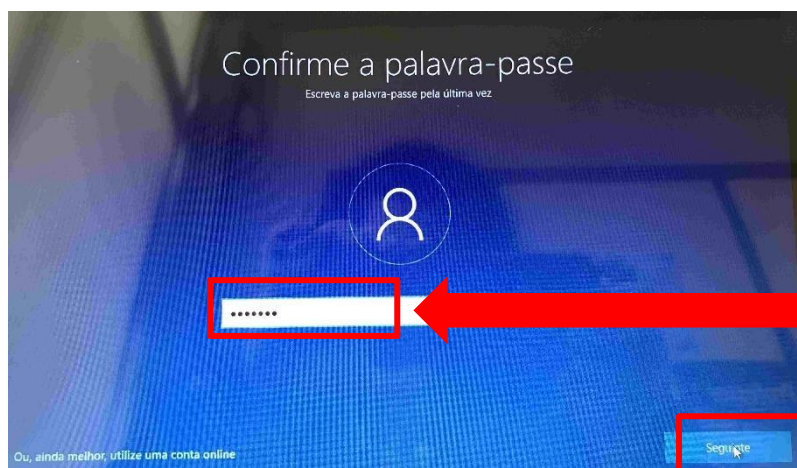 Confirme a palavra-passe
Escreva a palavra-passe pela última vez
•••••••
Ou, ainda melhor, utilize uma conta online
Seguinte